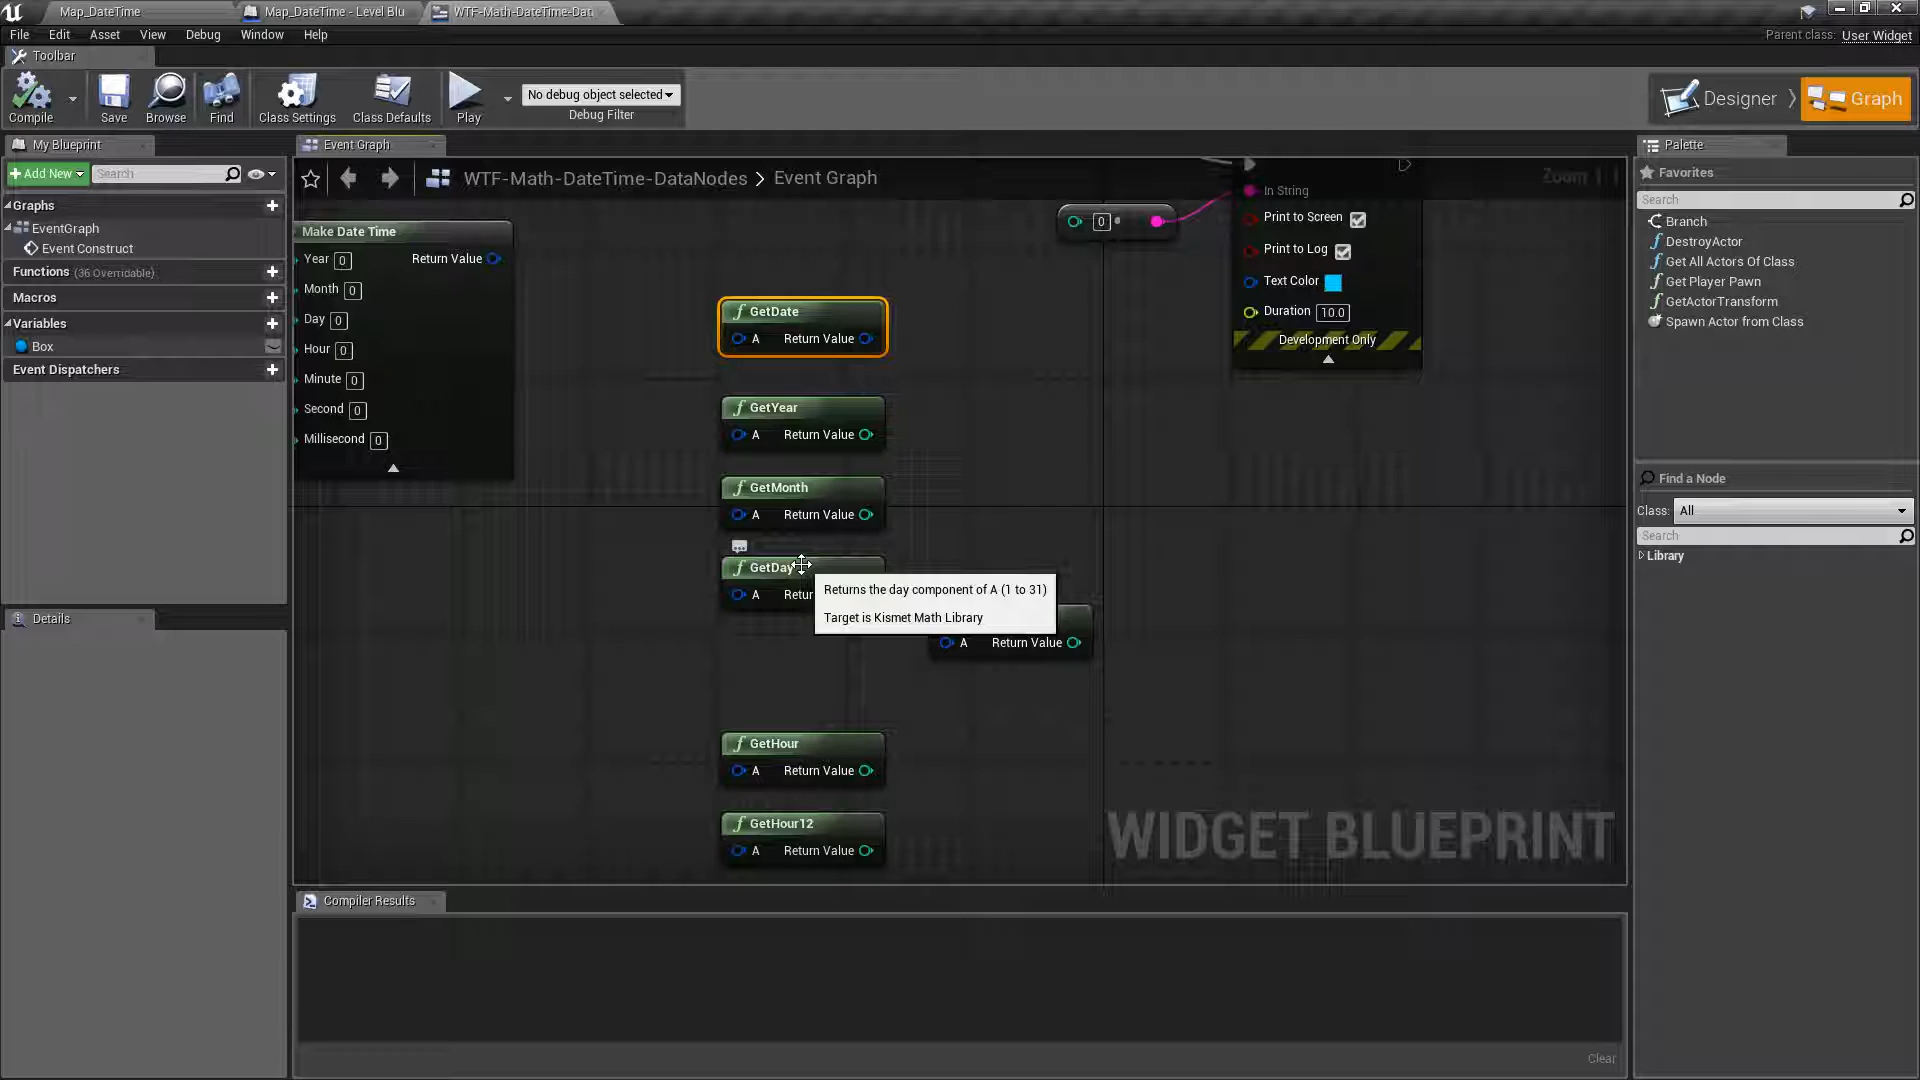 Map_DateTime
Map_DateTime - Level Blu
WTF-Math-DateTime-Dat
File Edit Asset View Debug Window Help
Parent class: User Widget
Toolbar
Compile
Save
Browse
Find
Class Settings
Class Defaults
Play
No debug object selected
Debug Filter
Designer
Graph
My Blueprint
Add New
Search
Graphs
EventGraph
Event Construct
Functions (36 Overridable)
Macros
Variables
Box
Event Dispatchers
Details
Event Graph
WTF-Math-DateTime-DataNodes > Event Graph
Zoom 1:1
Make Date Time
Year 0
Return Value
Month 0
Day 0
Hour 0
Minute 0
Second 0
Millisecond 0
GetDate
A Return Value
GetYear
A Return Value
GetMonth
A Return Value
GetDay
A Retur
Returns the day component of A (1 to 31)
Target is Kismet Math Library
A Return Value
GetHour
A Return Value
GetHour12
A Return Value
0
In String
Print to Screen
Print to Log
Text Color
Duration 10.0
Development Only
WIDGET BLUEPRINT
Compiler Results
Clear
Palette
Favorites
Search
Branch
DestroyActor
Get All Actors Of Class
Get Player Pawn
GetActorTransform
Spawn Actor from Class
Find a Node
Class: All
Search
Library